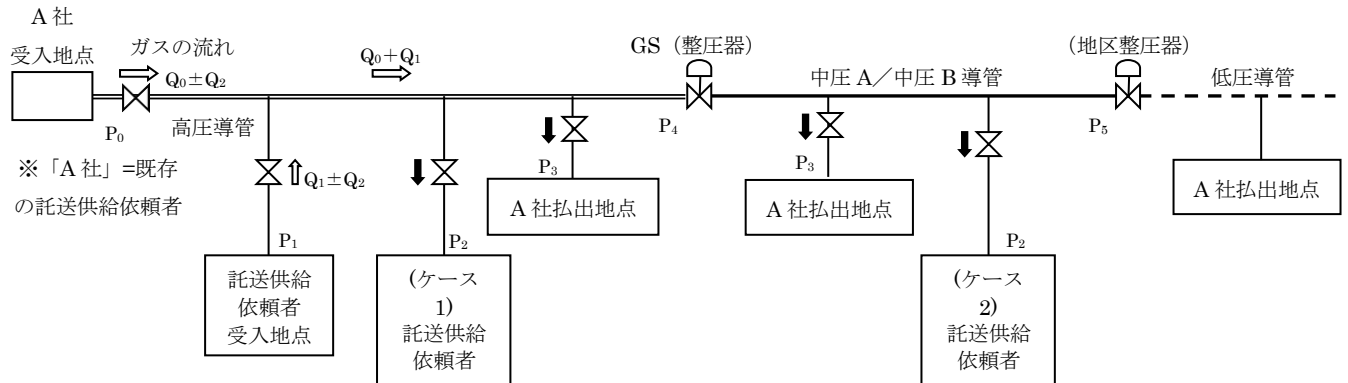 A 社
受入地点
ガスの流れ
Q₀±Q₂
Q₀＋Q₁
GS（整圧器）
（地区整圧器）
中圧 A／中圧 B 導管
低圧導管
P₀
高圧導管
P₄
P₅
※「A 社」=既存
の託送供給依頼者
Q₁±Q₂
P₃
A 社払出地点
P₃
A 社払出地点
A 社払出地点
P₁
託送供給
依頼者
受入地点
P₂
(ケース
1)
託送供給
依頼者
P₂
(ケース
2)
託送供給
依頼者